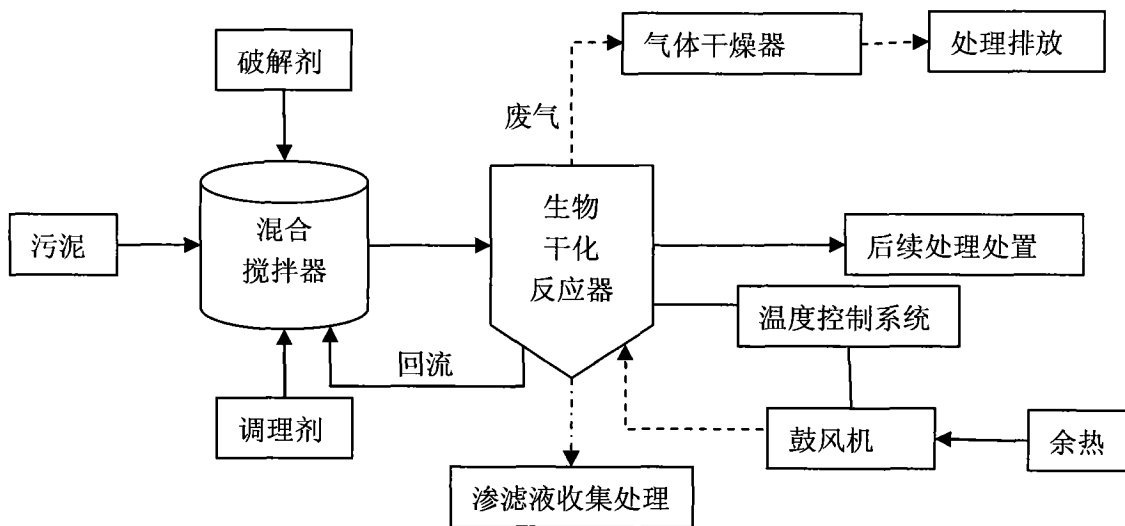 气体干燥器
处理排放
破解剂
废气
污泥
混合
搅拌器
生物
干化
反应器
后续处理处置
温度控制系统
回流
调理剂
鼓风机
余热
渗滤液收集处理